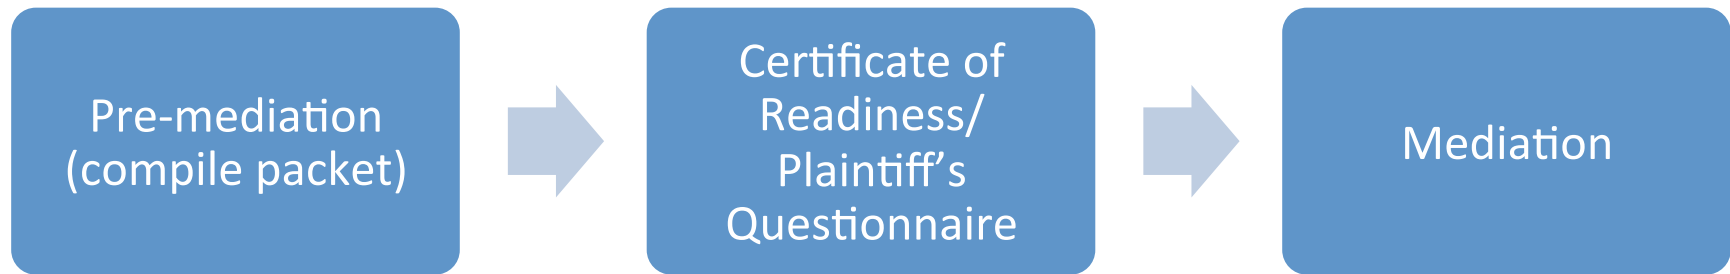 Pre-mediation
(compile packet)
Certificate of
Readiness/
Plaintiff’s
Questionnaire
Mediation